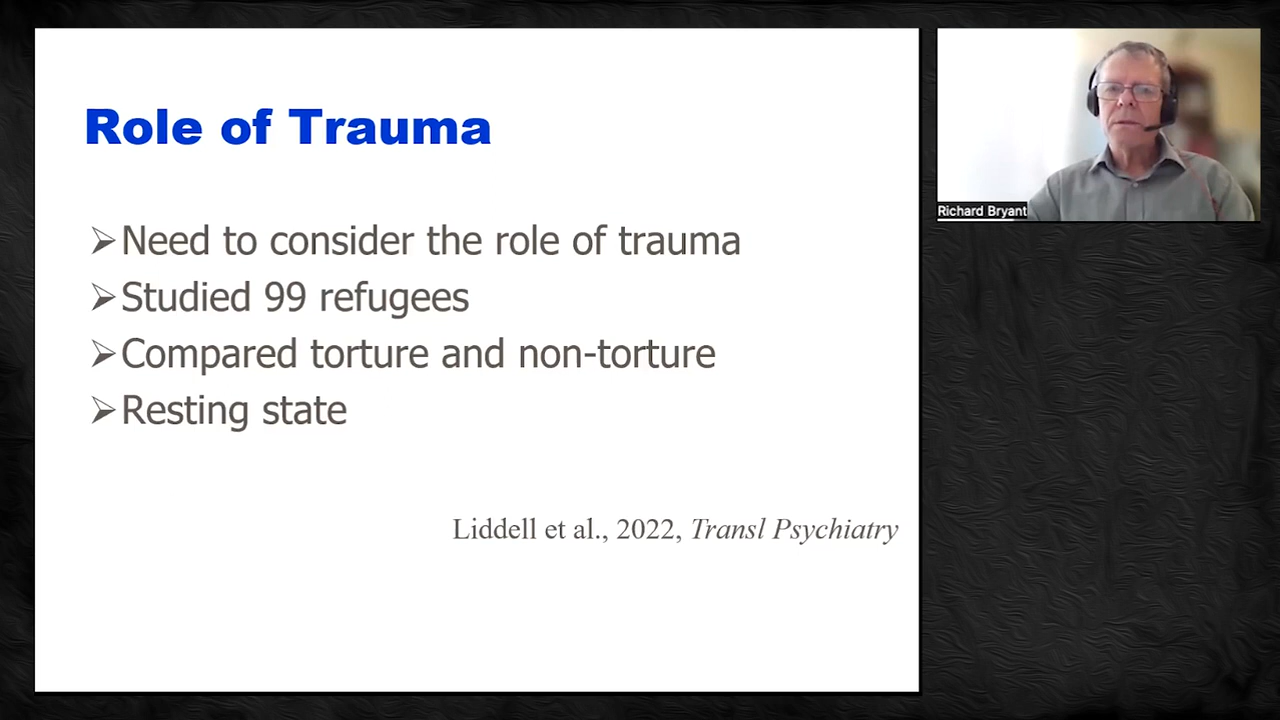 Role of Trauma
➢Need to consider the role of trauma
➢Studied 99 refugees
➢Compared torture and non-torture
➢Resting state
Liddell et al., 2022, Transl Psychiatry
Richard Bryant